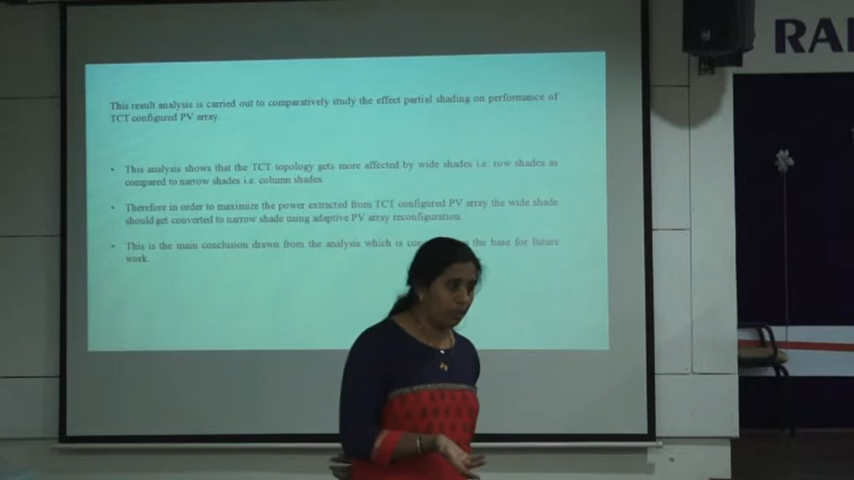 RAI
This result analysis is carried out to comparatively study the effect partial shading on performance of
TCT configured PV array.
• This analysis shows that the TCT topology gets more affected by wide shades i.e. row shades as
compared to narrow shades i.e. column shades.
• Therefore in order to maximize the power extracted from TCT configured PV array the wide shade
should get converted to narrow shade using adaptive PV array reconfiguration.
• This is the main conclusion drawn from the analysis which is the base for future
work.